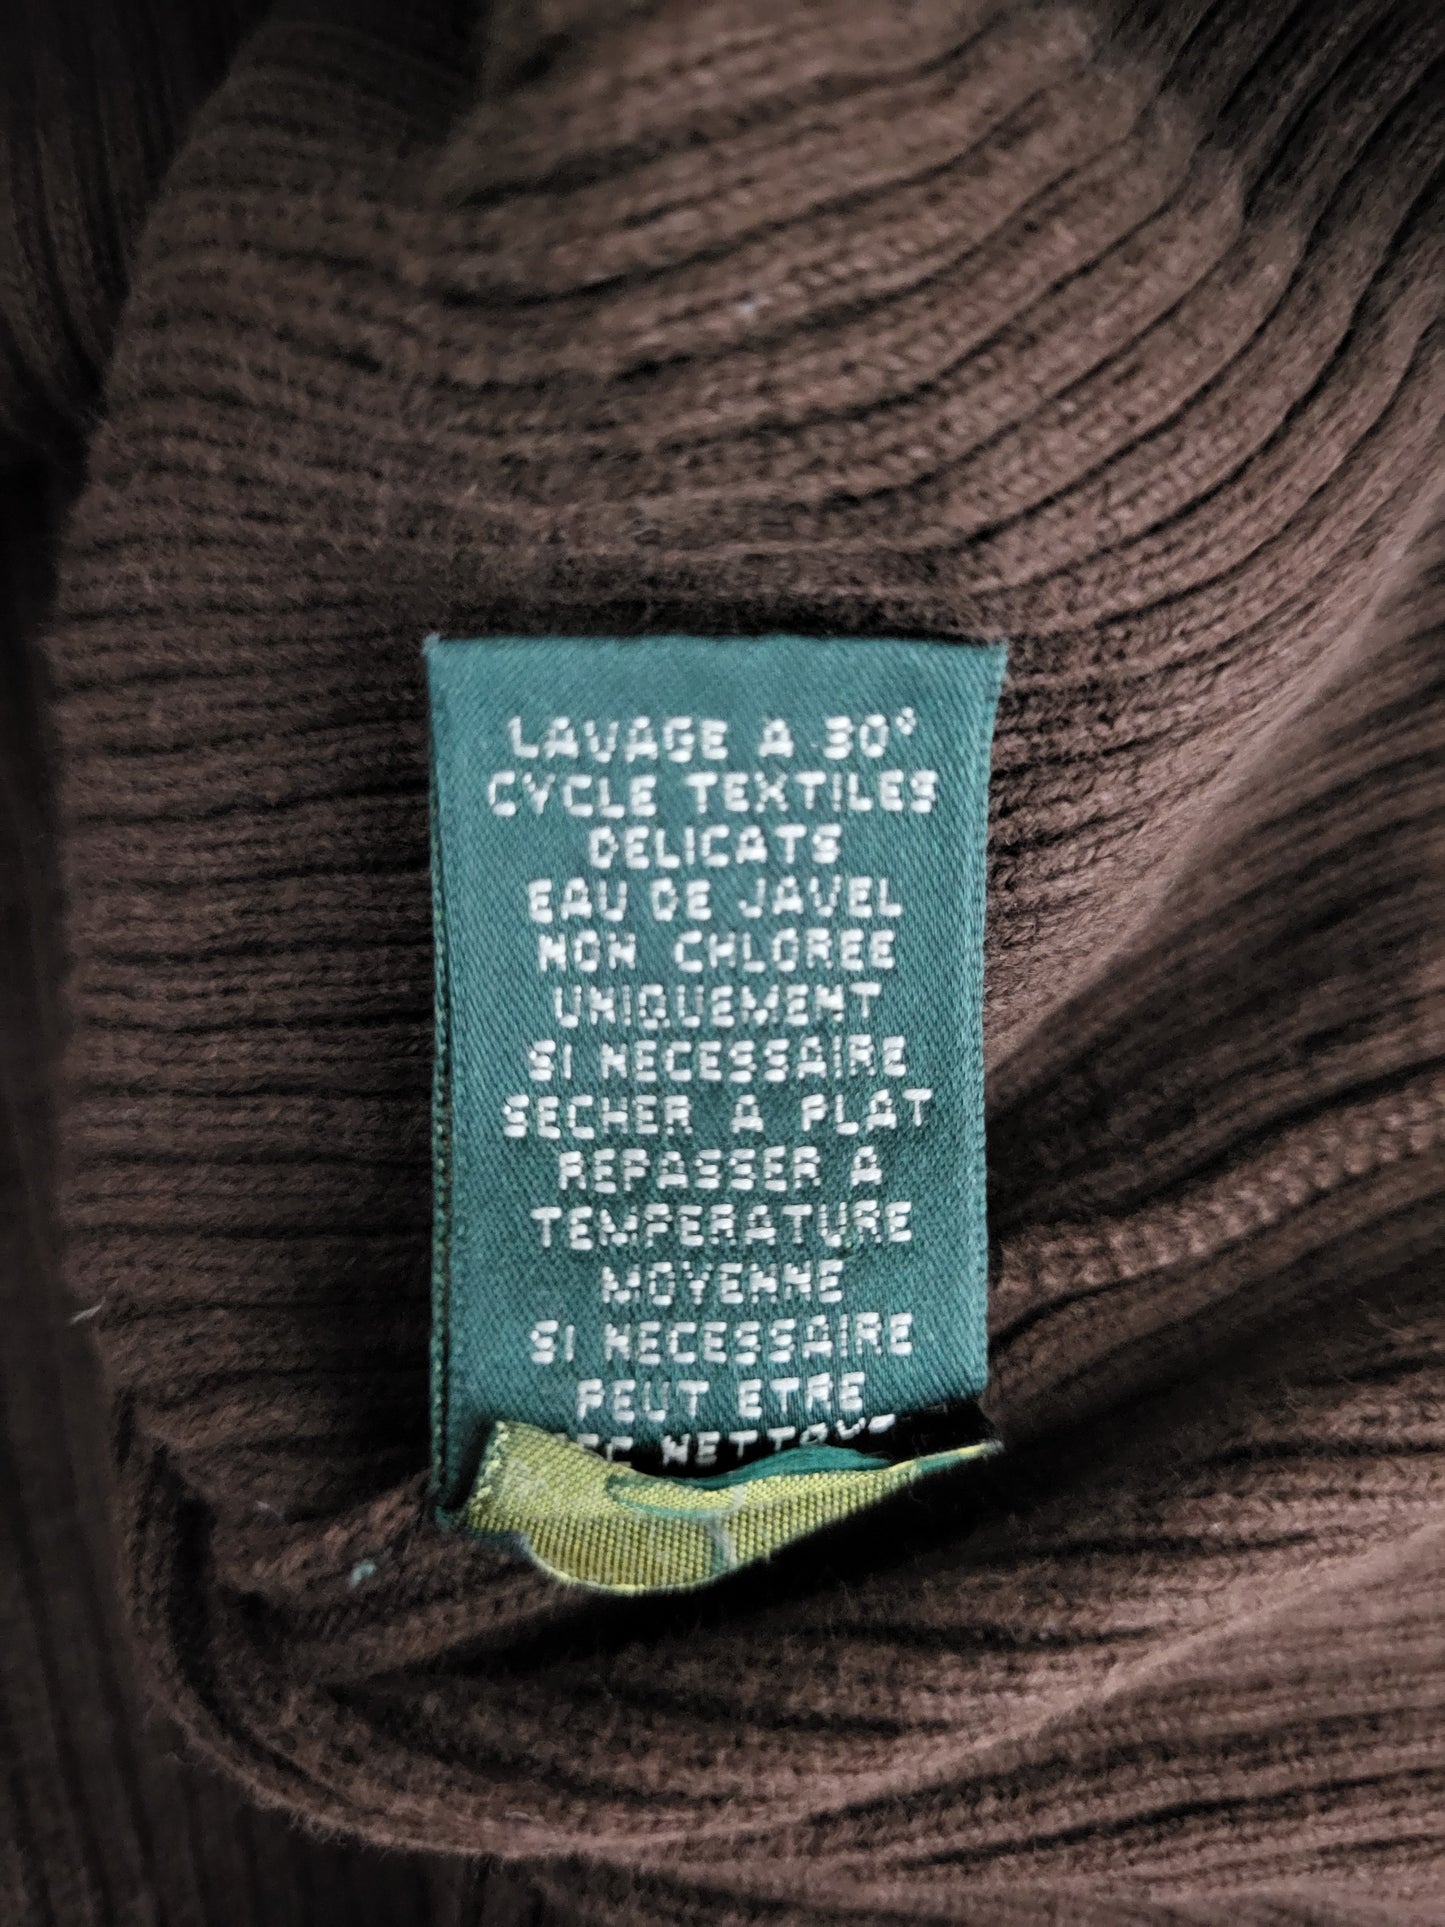 LAVAGE A 30°
CYCLE TEXTILES
DELICATS
EAU DE JAVEL
NON CHLOREE
UNIQUEMENT
SI NECESSAIRE
SECHER A PLAT
REPASSER A
TEMPERATURE
MOYENNE
SI NECESSAIRE
PEUT ETRE